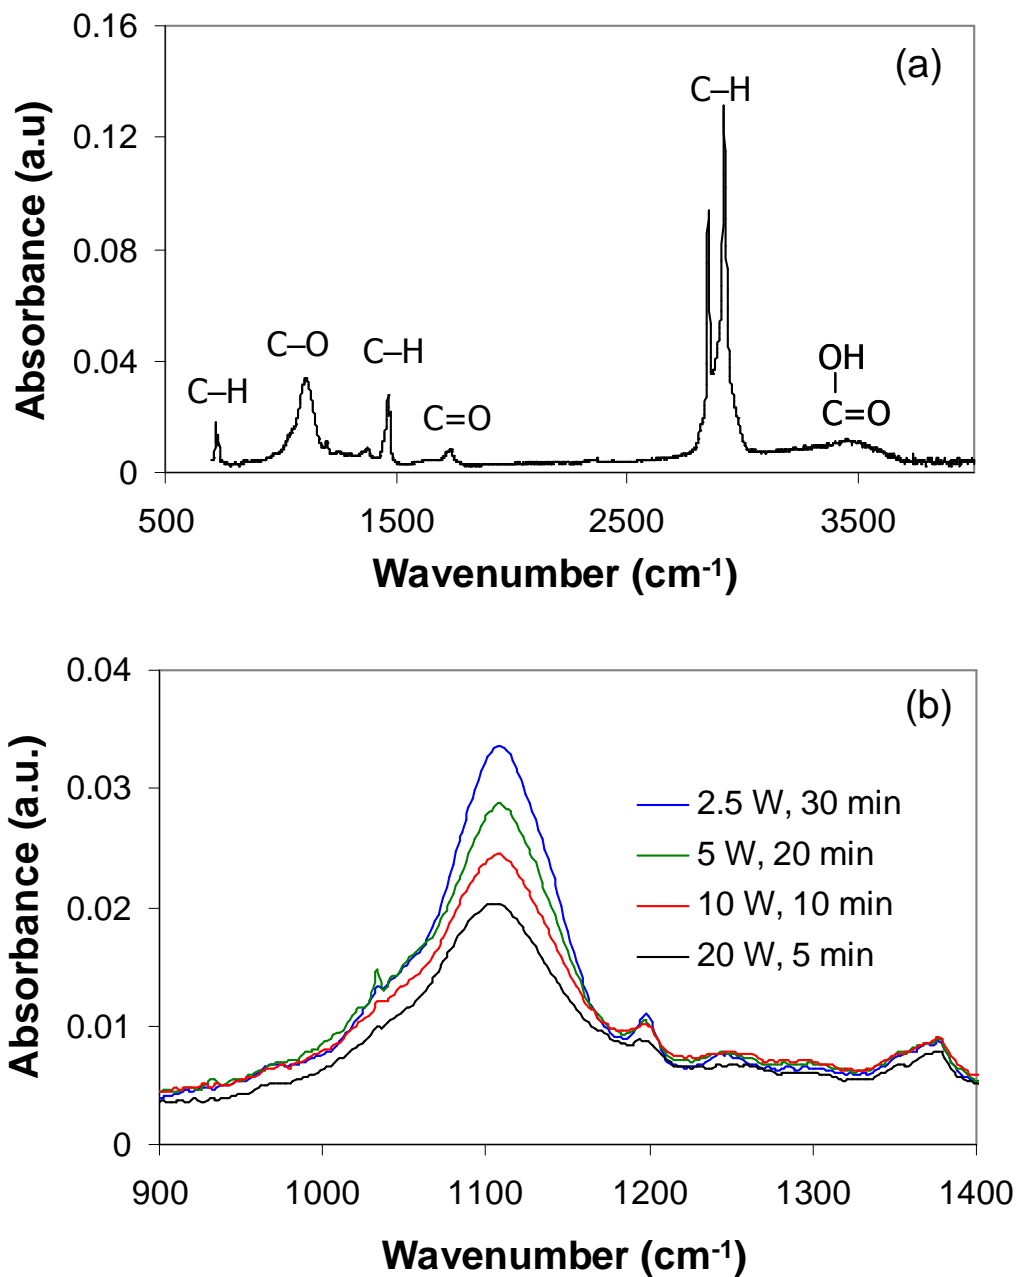 0.16
(a)
C–H
0.12
Absorbance (a.u)
0.08
C–O
C–H
OH
0.04
C–H
C=O
C=O
0
500
1500
2500
3500
Wavenumber (cm-1)
0.04
(b)
0.03
2.5 W, 30 min
5 W, 20 min
Absorbance (a.u.)
0.02
10 W, 10 min
20 W, 5 min
0.01
0
900
1000
1100
1200
1300
1400
Wavenumber (cm-1)